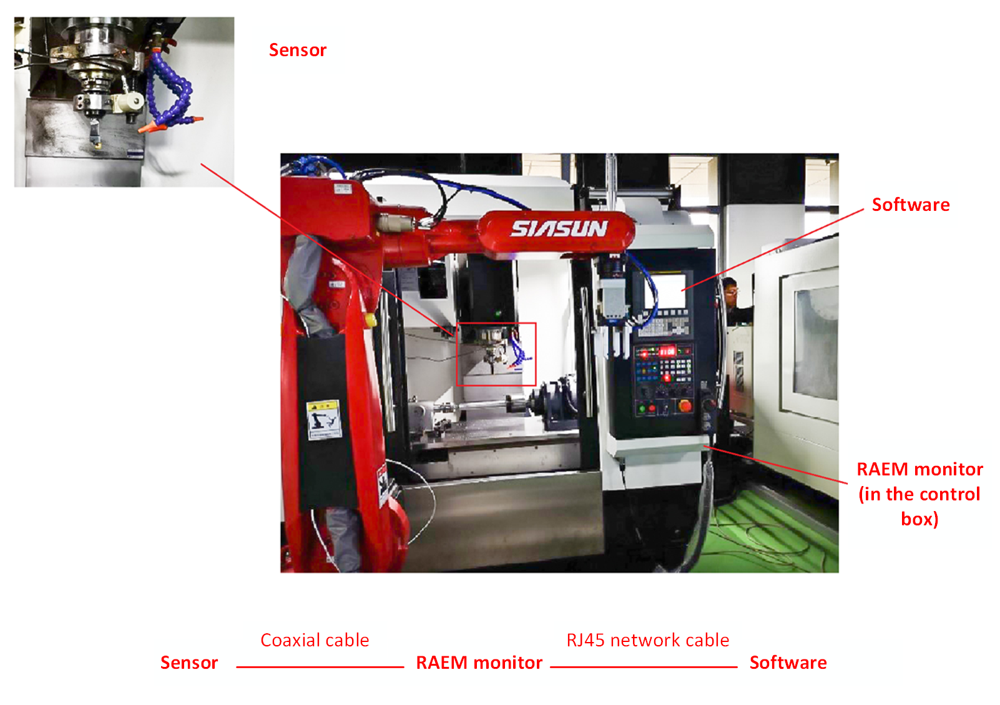 Sensor
SIASUN
Software
RAEM monitor
(in the control
box)
Coaxial cable
RJ45 network cable
Sensor
RAEM monitor
Software